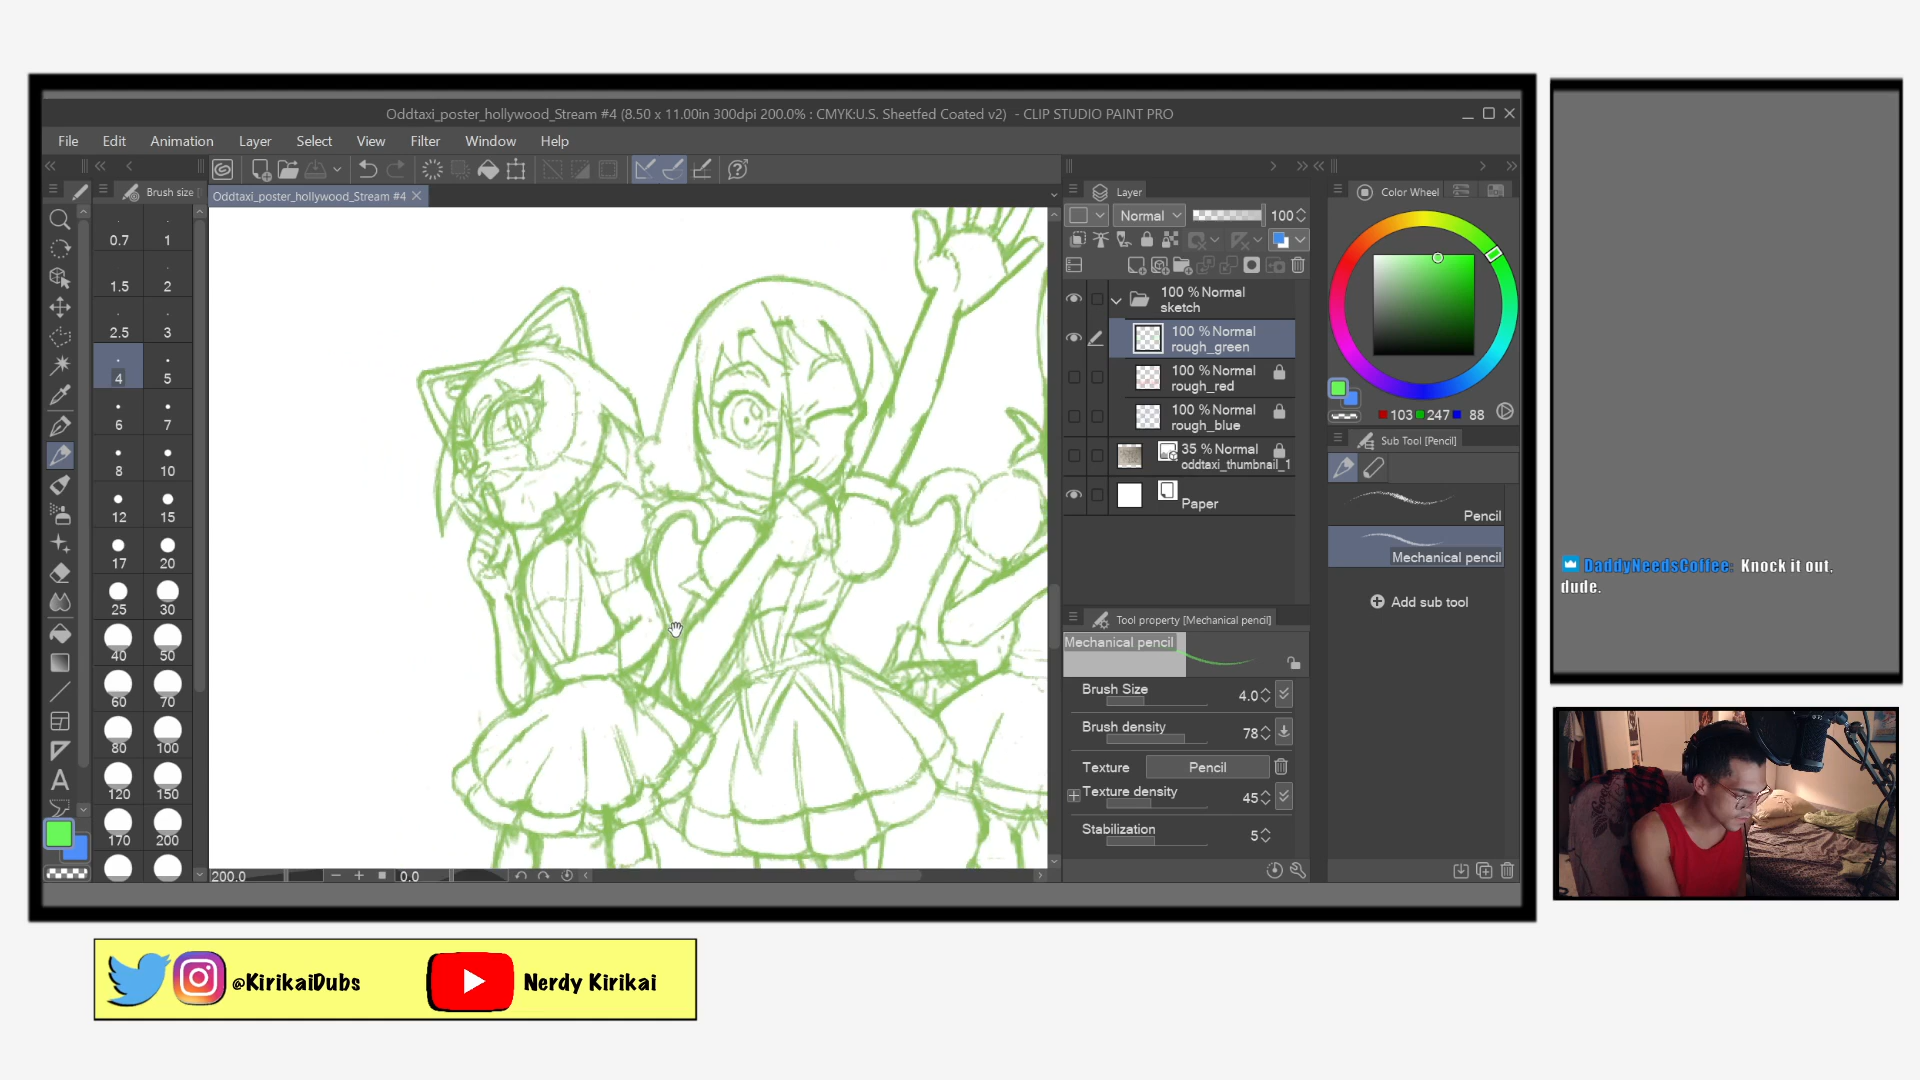 Oddtaxi_poster_hollywood_Stream #4 (8.50 x 11.00in 300dpi 200.0% : CMYK:U.S. Sheetfed Coated v2) - CLIP STUDIO PAINT PRO
File Edit Animation Layer Select View Filter Window Help
Brush size
Oddtaxi_poster_hollywood_Stream #4
0.7 1
1.5 2
2.5 3
4 5
6 7
8 10
12 15
17 20
25 30
40 50
60 70
80 100
120 150
170 200
200.0 0.0
Layer
Normal 100
100 % Normal
sketch
100 % Normal
rough_green
100 % Normal
rough_red
100 % Normal
rough_blue
35 % Normal
oddtaxi_thumbnail_1
Paper
Tool property [Mechanical pencil]
Mechanical pencil
Brush Size 4.0
Brush density 78
Texture Pencil
Texture density 45
Stabilization 5
Color Wheel
103 247 88
Sub Tool [Pencil]
Pencil
Mechanical pencil
Add sub tool
DaddyNeedsCoffee: Knock it out,
dude.
@KirikaiDubs Nerdy Kirikai